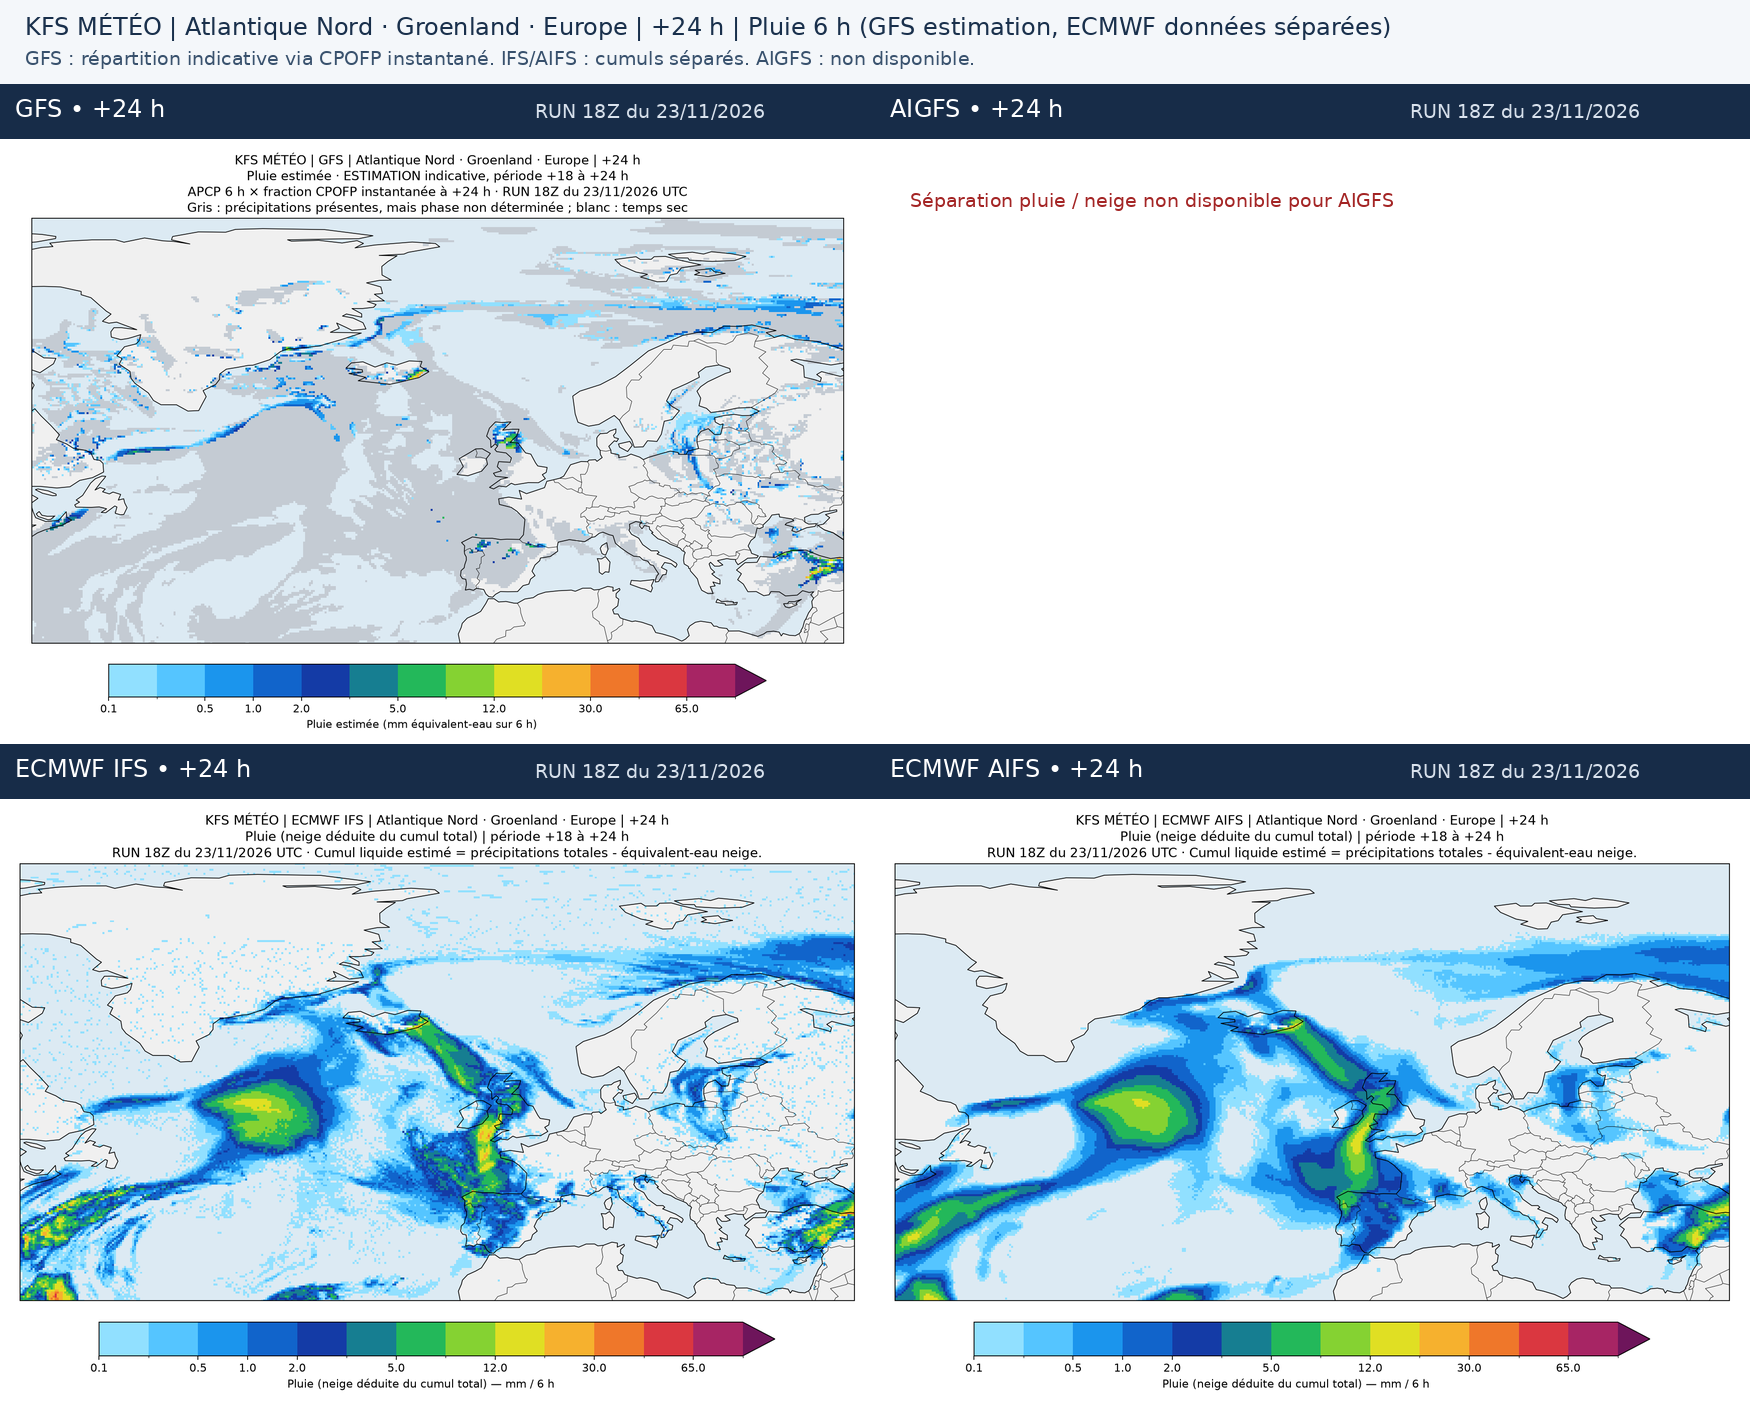 KFS MÉTÉO | Atlantique Nord · Groenland · Europe | +24 h | Pluie 6 h (GFS estimation, ECMWF données séparées)
GFS : répartition indicative via CPOFP instantané. IFS/AIFS : cumuls séparés. AIGFS : non disponible.
GFS • +24 h
RUN 18Z du 23/11/2026
AIGFS • +24 h
RUN 18Z du 23/11/2026
KFS MÉTÉO | GFS | Atlantique Nord · Groenland · Europe | +24 h
Pluie estimée · ESTIMATION indicative, période +18 à +24 h
APCP 6 h × fraction CPOFP instantanée à +24 h · RUN 18Z du 23/11/2026 UTC
Gris : précipitations présentes, mais phase non déterminée ; blanc : temps sec
0.1 0.5 1.0 2.0 5.0 12.0 30.0 65.0
Pluie estimée (mm équivalent-eau sur 6 h)
Séparation pluie / neige non disponible pour AIGFS
ECMWF IFS • +24 h
RUN 18Z du 23/11/2026
ECMWF AIFS • +24 h
RUN 18Z du 23/11/2026
KFS MÉTÉO | ECMWF IFS | Atlantique Nord · Groenland · Europe | +24 h
Pluie (neige déduite du cumul total) | période +18 à +24 h
RUN 18Z du 23/11/2026 UTC · Cumul liquide estimé = précipitations totales - équivalent-eau neige.
0.1 0.5 1.0 2.0 5.0 12.0 30.0 65.0
Pluie (neige déduite du cumul total) — mm / 6 h
KFS MÉTÉO | ECMWF AIFS | Atlantique Nord · Groenland · Europe | +24 h
Pluie (neige déduite du cumul total) | période +18 à +24 h
RUN 18Z du 23/11/2026 UTC · Cumul liquide estimé = précipitations totales - équivalent-eau neige.
0.1 0.5 1.0 2.0 5.0 12.0 30.0 65.0
Pluie (neige déduite du cumul total) — mm / 6 h